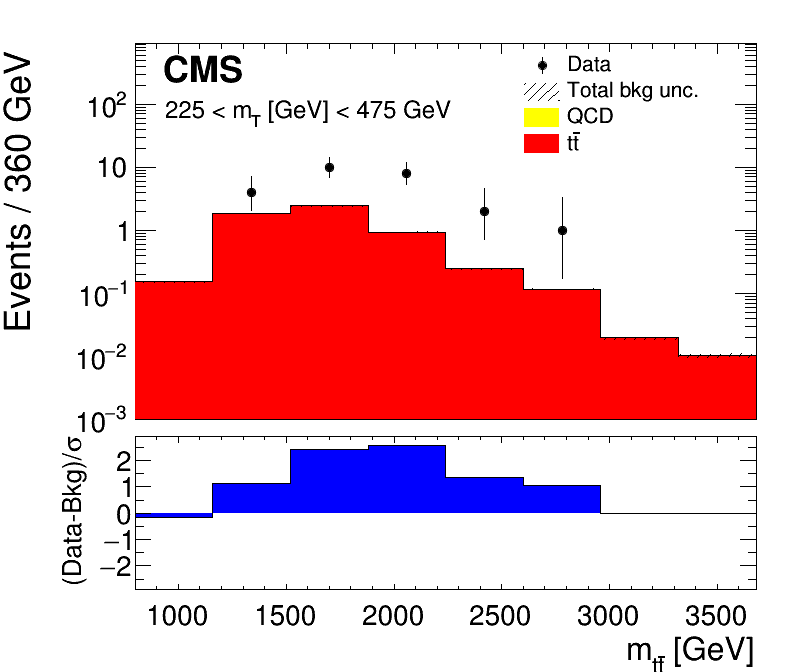 CMS
225 < m_T [GeV] < 475 GeV
Data
Total bkg unc.
QCD
tt̄
Events / 360 GeV
10²
10
1
10⁻¹
10⁻²
10⁻³
(Data-Bkg)/σ
2
1
0
−1
−2
1000 1500 2000 2500 3000 3500
m_tt̄ [GeV]